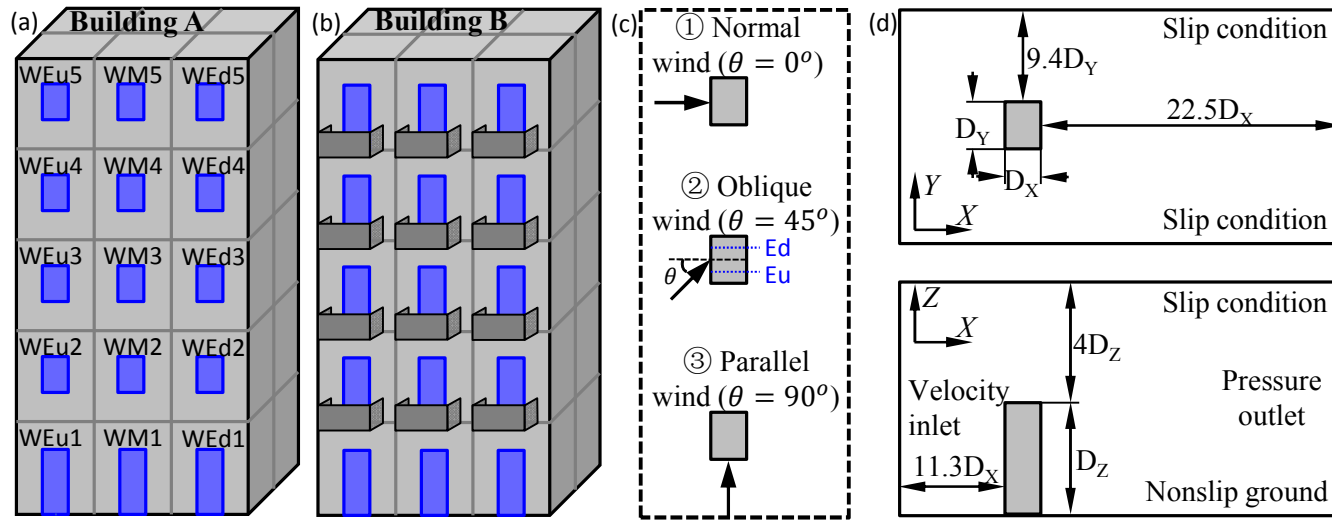 (a)
Building A
WEu5 WM5 WEd5
WEu4 WM4 WEd4
WEu3 WM3 WEd3
WEu2 WM2 WEd2
WEu1 WM1 WEd1
(b)
Building B
(c)
① Normal
wind (θ = 0°)
② Oblique
wind (θ = 45°)
Ed
Eu
θ
③ Parallel
wind (θ = 90°)
(d)
Slip condition
9.4D_Y
22.5D_X
D_Y
D_X
Y
X
Slip condition
Z
X
Slip condition
4D_Z
Velocity
inlet
Pressure
outlet
11.3D_X
D_Z
Nonslip ground